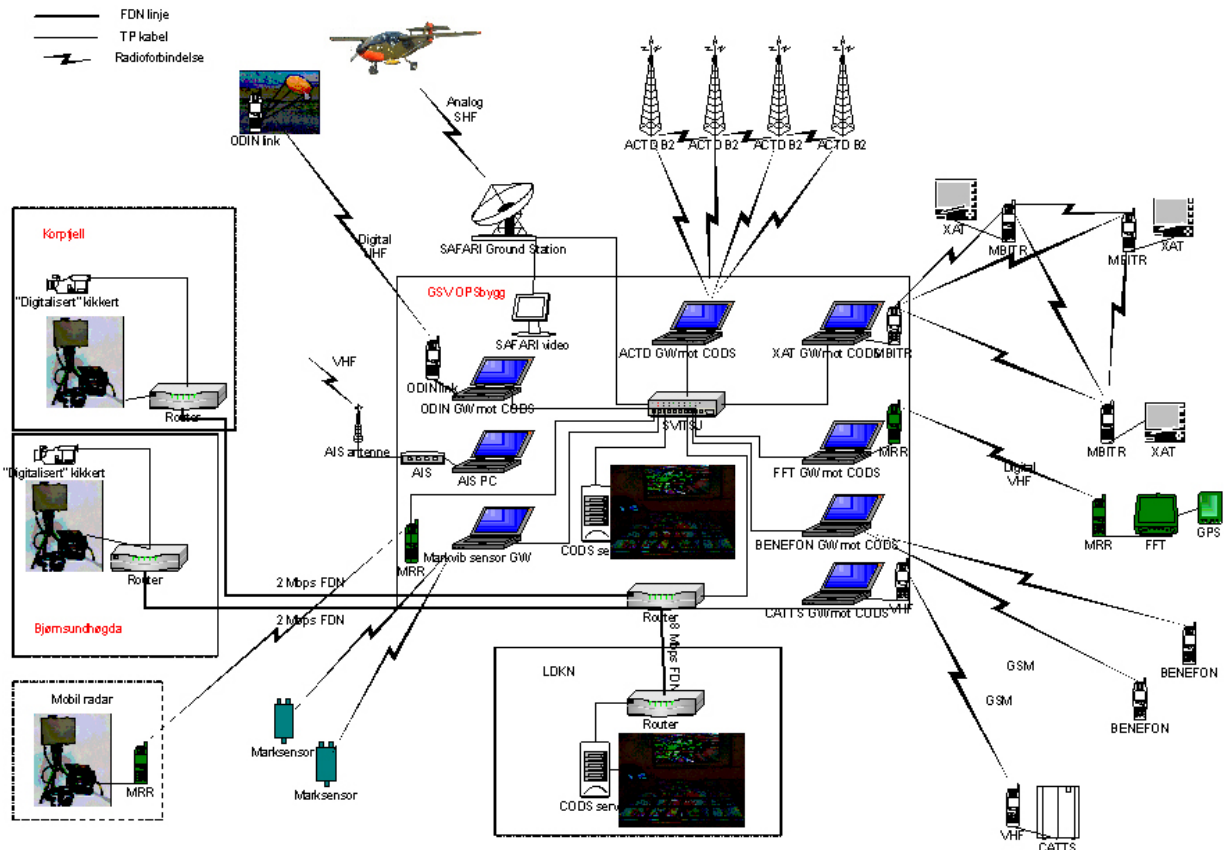 FDN linje
TP kabel
Radioforbindelse
ODIN link
Analog
SHF
ACTD B2
ACTD B2
ACTD B2
ACTD B2
XAT
MBITR
MBITR
XAT
Korpfjell
Digital
UHF
SAFARI Ground Station
"Digitalisert" kikkert
GSV OPSbygg
SAFARI video
ACTD GW mot CODS
XAT GW mot CODS
MBITR
VHF
ODIN link
ODIN GW mot CODS
Router
SVITSJ
MBITR
XAT
"Digitalisert" kikkert
AIS antenne
AIS
AIS PC
FFT GW mot CODS
MRR
Digital
VHF
MRR
FFT
GPS
Router
MRR
Markvib sensor GW
CODS
BENEFON GW mot CODS
2 Mbps FDN
2 Mbps FDN
Router
CATTS GW mot CODS
VHF
Bjørnsundhøgda
8 Mbps FDN
LDKN
GSM
GSM
BENEFON
BENEFON
Mobil radar
MRR
Marksensor
Marksensor
Router
CODS
VHF
CATTS